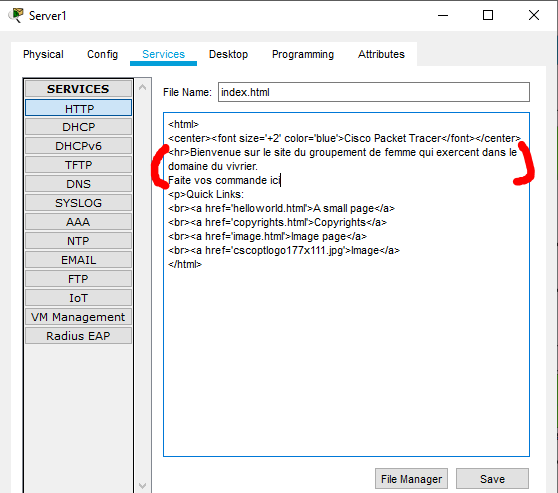 Server1
Physical Config Services Desktop Programming Attributes
SERVICES
HTTP
DHCP
DHCPv6
TFTP
DNS
SYSLOG
AAA
NTP
EMAIL
FTP
IoT
VM Management
Radius EAP
File Name: index.html
<html>
<center><font size='+2' color='blue'>Cisco Packet Tracer</font></center>
<hr>Bienvenue sur le site du groupement de femme qui exercent dans le
domaine du vivrier.
Faite vos commande ici
<p>Quick Links:
<br><a href='helloworld.html'>A small page</a>
<br><a href='copyrights.html'>Copyrights</a>
<br><a href='image.html'>Image page</a>
<br><a href='cscoptlogo177x111.jpg'>Image</a>
</html>
File Manager Save